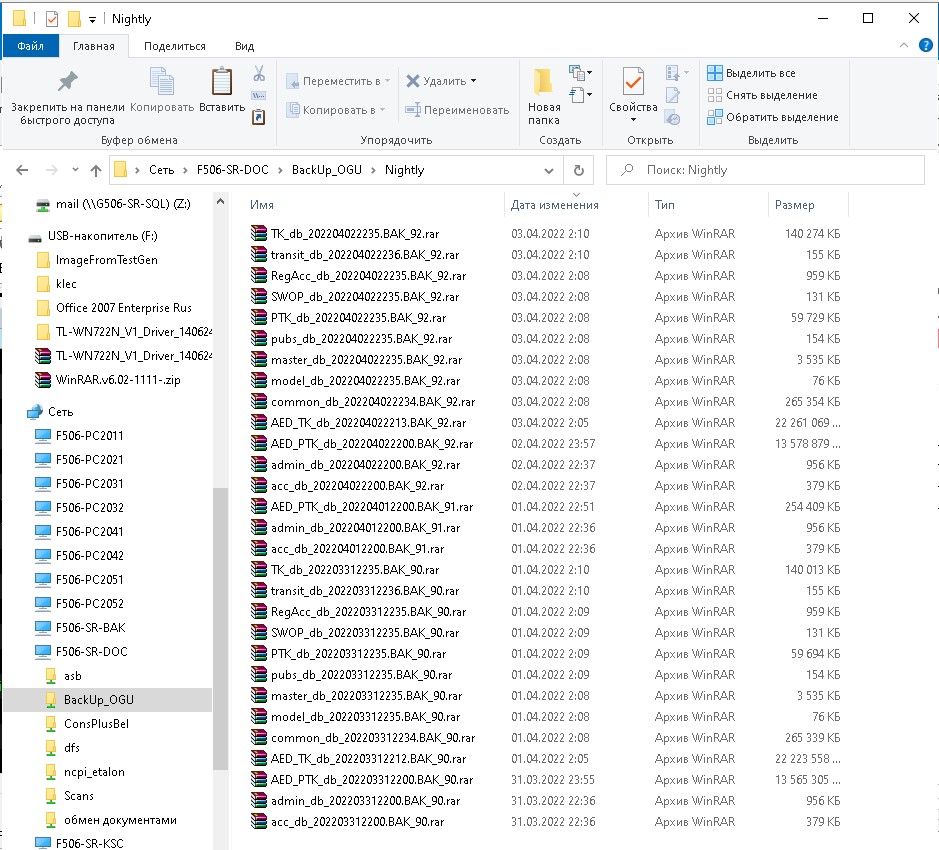 Nightly
Файл Главная Поделиться Вид
Закрепить на панели быстрого доступа
Копировать
Вставить
Переместить в
Копировать в
Удалить
Переименовать
Новая папка
Свойства
Выделить все
Снять выделение
Обратить выделение
Буфер обмена Упорядочить Создать Открыть Выделить
Сеть F506-SR-DOC BackUp_OGU Nightly
Поиск: Nightly
mail (\\G506-SR-SQL) (Z:)
USB-накопитель (F:)
ImageFromTestGen
klec
Office 2007 Enterprise Rus
TL-WN722N_V1_Driver_14062
TL-WN722N_V1_Driver_14062
WinRAR.v6.02-1111-.zip
Сеть
F506-PC2011
F506-PC2021
F506-PC2031
F506-PC2032
F506-PC2041
F506-PC2042
F506-PC2051
F506-PC2052
F506-SR-BAK
F506-SR-DOC
asb
BackUp_OGU
ConsPlusBel
dfs
ncpi_etalon
Scans
обмен документами
F506-SR-KSC
Имя Дата изменения Тип Размер
TK_db_202204022235.BAK_92.rar 03.04.2022 2:10 Архив WinRAR 140 274 КБ
transit_db_202204022236.BAK_92.rar 03.04.2022 2:10 Архив WinRAR 155 КБ
RegAcc_db_202204022235.BAK_92.rar 03.04.2022 2:08 Архив WinRAR 959 КБ
SWOP_db_202204022235.BAK_92.rar 03.04.2022 2:08 Архив WinRAR 131 КБ
PTK_db_202204022235.BAK_92.rar 03.04.2022 2:08 Архив WinRAR 59 729 КБ
pubs_db_202204022235.BAK_92.rar 03.04.2022 2:08 Архив WinRAR 154 КБ
master_db_202204022235.BAK_92.rar 03.04.2022 2:08 Архив WinRAR 3 535 КБ
model_db_202204022235.BAK_92.rar 03.04.2022 2:08 Архив WinRAR 76 КБ
common_db_202204022234.BAK_92.rar 03.04.2022 2:08 Архив WinRAR 265 354 КБ
AED_TK_db_202204022213.BAK_92.rar 03.04.2022 2:05 Архив WinRAR 22 261 069 ...
AED_PTK_db_202204022200.BAK_92.rar 02.04.2022 23:57 Архив WinRAR 13 578 879 ...
admin_db_202204022200.BAK_92.rar 02.04.2022 22:37 Архив WinRAR 956 КБ
acc_db_202204022200.BAK_92.rar 02.04.2022 22:37 Архив WinRAR 379 КБ
AED_PTK_db_202204012200.BAK_91.rar 01.04.2022 22:51 Архив WinRAR 254 409 КБ
admin_db_202204012200.BAK_91.rar 01.04.2022 22:36 Архив WinRAR 956 КБ
acc_db_202204012200.BAK_91.rar 01.04.2022 22:36 Архив WinRAR 379 КБ
TK_db_202203312235.BAK_90.rar 01.04.2022 2:10 Архив WinRAR 140 013 КБ
transit_db_202203312236.BAK_90.rar 01.04.2022 2:10 Архив WinRAR 155 КБ
RegAcc_db_202203312235.BAK_90.rar 01.04.2022 2:09 Архив WinRAR 959 КБ
SWOP_db_202203312235.BAK_90.rar 01.04.2022 2:09 Архив WinRAR 131 КБ
PTK_db_202203312235.BAK_90.rar 01.04.2022 2:09 Архив WinRAR 59 694 КБ
pubs_db_202203312235.BAK_90.rar 01.04.2022 2:09 Архив WinRAR 154 КБ
master_db_202203312235.BAK_90.rar 01.04.2022 2:08 Архив WinRAR 3 535 КБ
model_db_202203312235.BAK_90.rar 01.04.2022 2:08 Архив WinRAR 76 КБ
common_db_202203312234.BAK_90.rar 01.04.2022 2:08 Архив WinRAR 265 339 КБ
AED_TK_db_202203312212.BAK_90.rar 01.04.2022 2:05 Архив WinRAR 22 223 558 ...
AED_PTK_db_202203312200.BAK_90.rar 31.03.2022 23:55 Архив WinRAR 13 565 305 ...
admin_db_202203312200.BAK_90.rar 31.03.2022 22:36 Архив WinRAR 956 КБ
acc_db_202203312200.BAK_90.rar 31.03.2022 22:36 Архив WinRAR 379 КБ